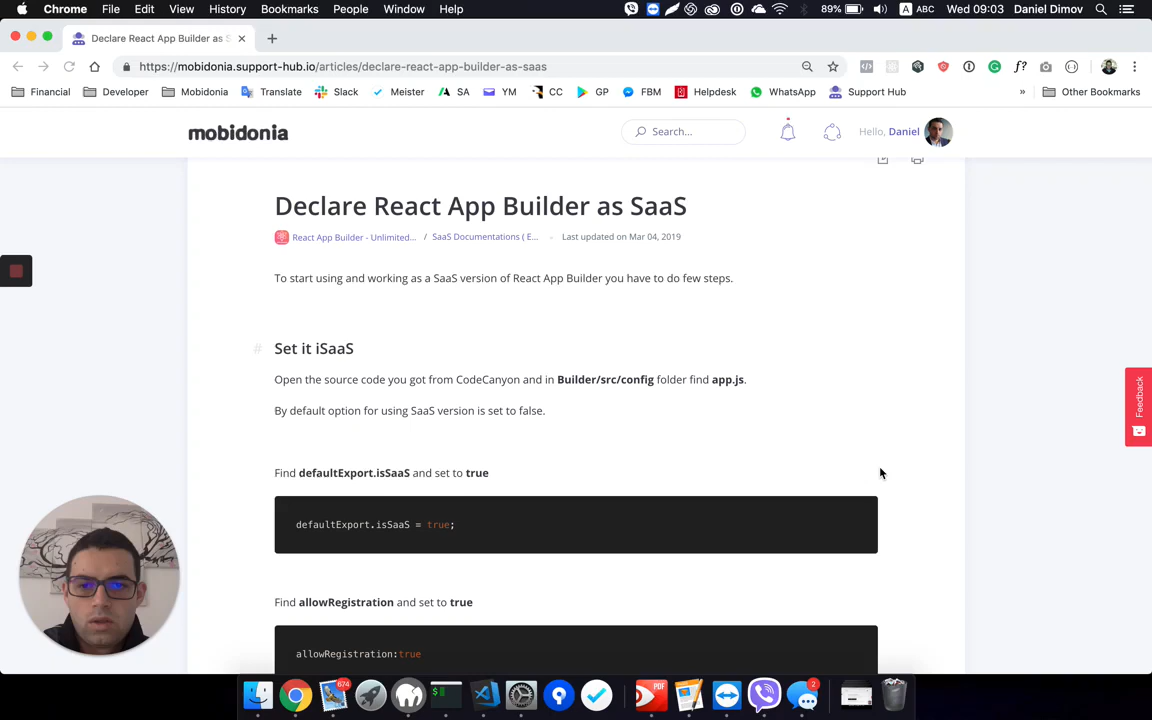 Chrome File Edit View History Bookmarks People Window Help 89% A ABC Wed 09:03 Daniel Dimov
Declare React App Builder as S
https://mobidonia.support-hub.io/articles/declare-react-app-builder-as-saas
Financial Developer Mobidonia Translate Slack Meister SA YM CC GP FBM Helpdesk WhatsApp Support Hub » Other Bookmarks
mobidonia Search... Hello, Daniel
Declare React App Builder as SaaS
React App Builder - Unlimited... / SaaS Documentations ( E... - Last updated on Mar 04, 2019
To start using and working as a SaaS version of React App Builder you have to do few steps.
# Set it iSaaS
Open the source code you got from CodeCanyon and in Builder/src/config folder find app.js.
By default option for using SaaS version is set to false.
Feedback
Find defaultExport.isSaaS and set to true
defaultExport.isSaaS = true;
Find allowRegistration and set to true
allowRegistration:true
674
2
PDF